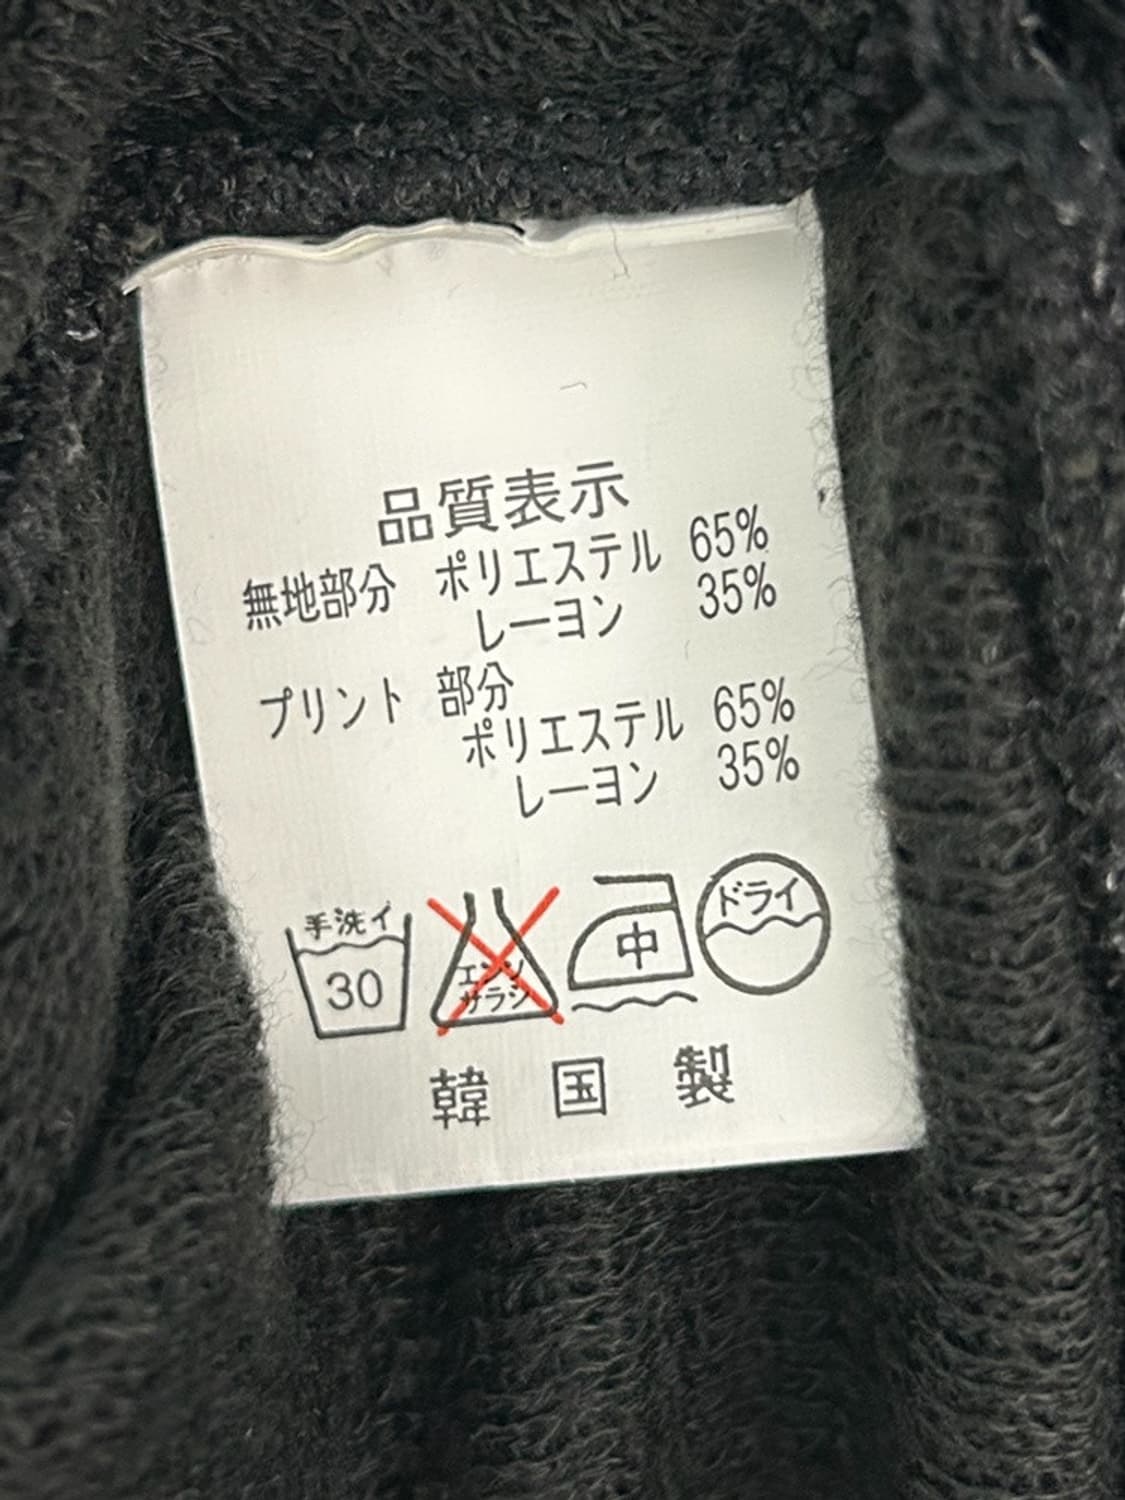 品質表示
無地部分 ポリエステル 65%
レーヨン 35%
プリント 部分
ポリエステル 65%
レーヨン 35%
手洗イ 30 エンソサラシ 中 ドライ
韓国製